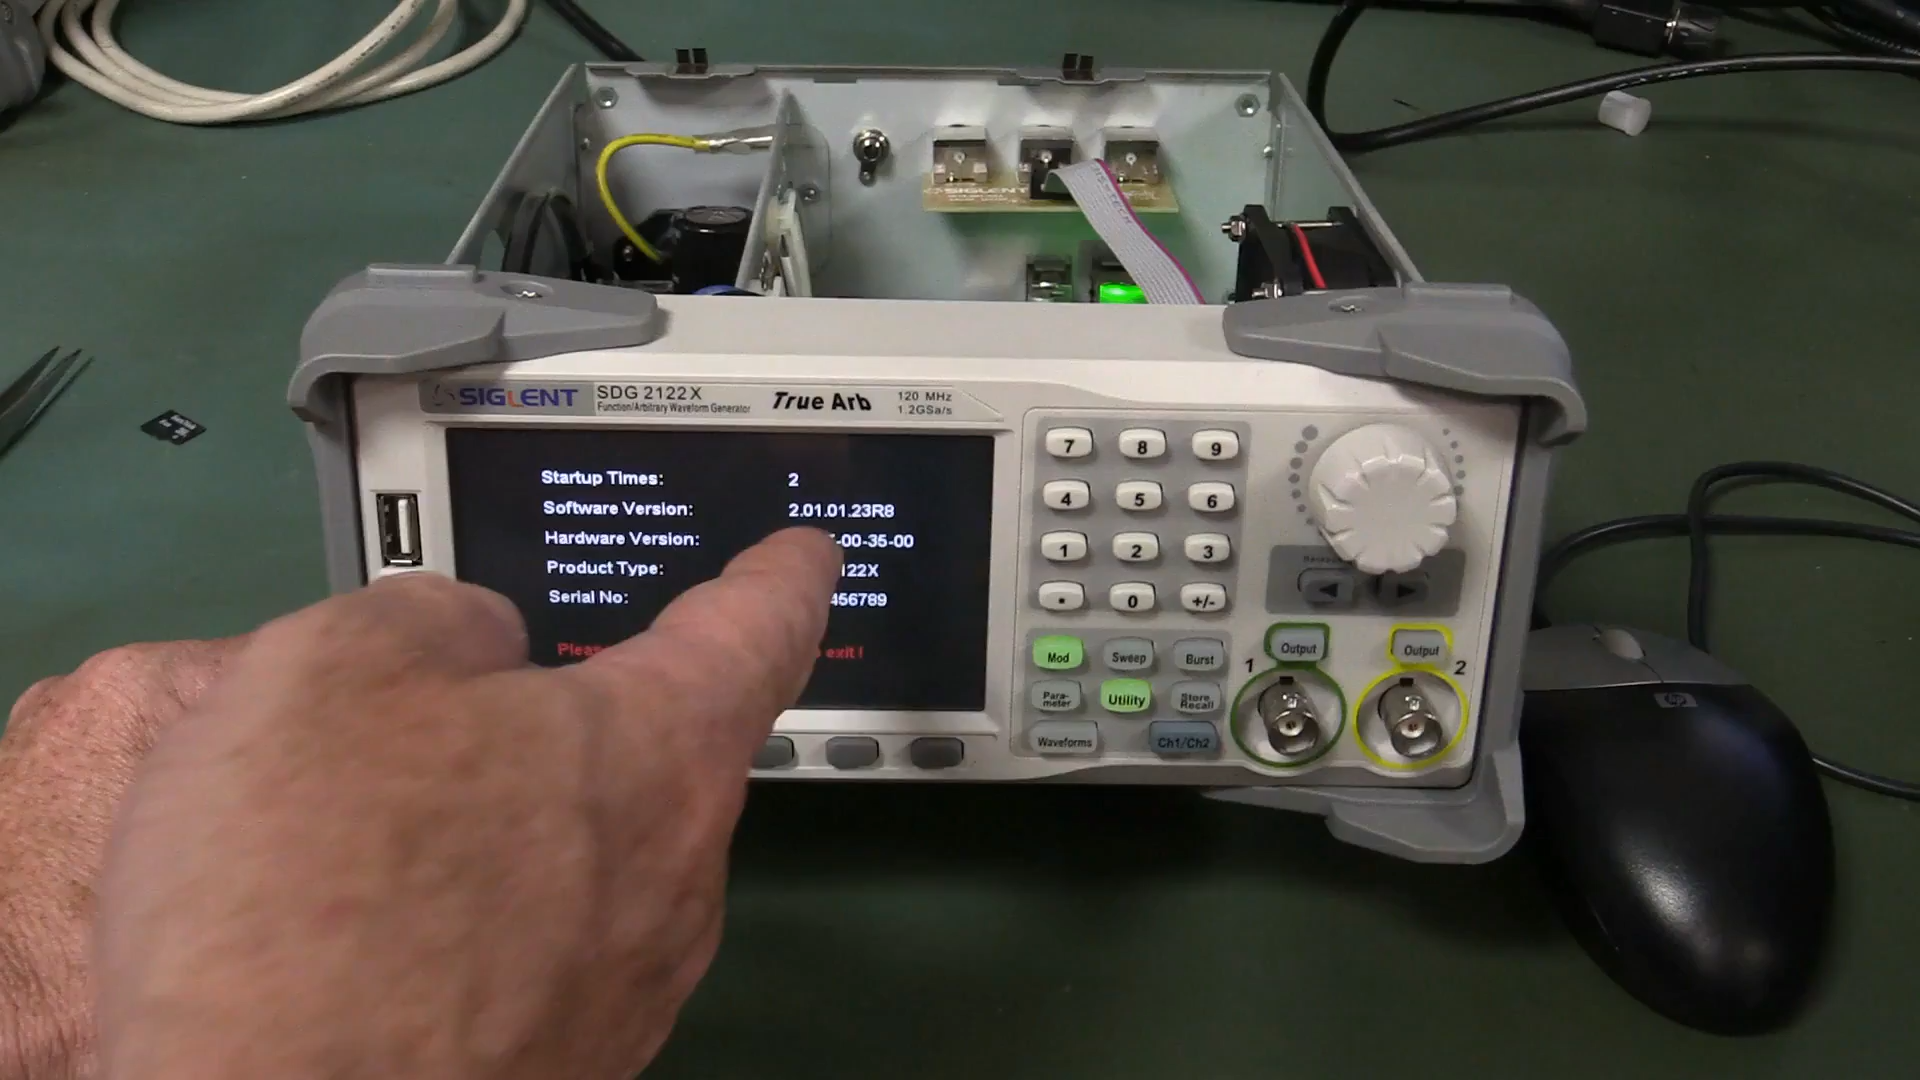 SIGLENT
SIGLENT SDG 2122X
Function/Arbitrary Waveform Generator
True Arb
120 MHz
1.2GSa/s
Startup Times: 2
Software Version: 2.01.01.23R8
Hardware Version: -00-35-00
Product Type: 122X
Serial No: 456789
exit !
7 8 9
4 5 6
1 2 3
. 0 +/-
Mod Sweep Burst
Para-
meter
Utility
Store
Recall
Waveforms Ch1/Ch2
Output Output
1 2
hp